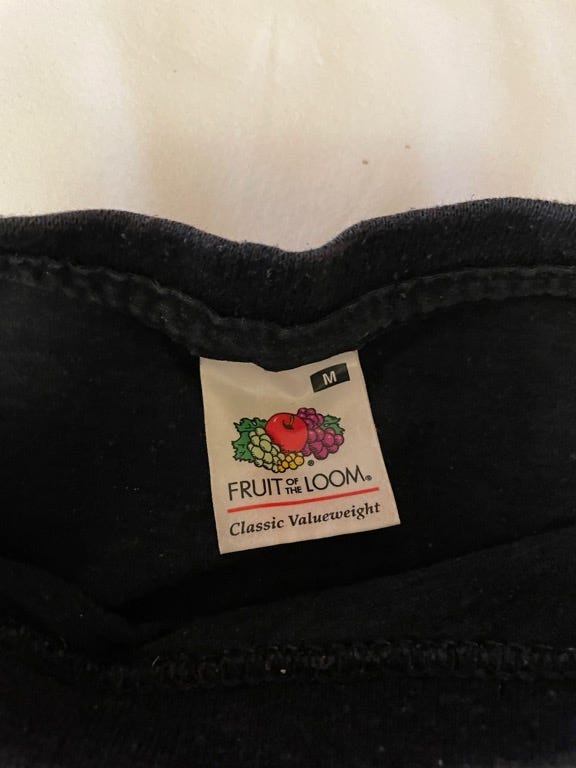 M
FRUIT OF THE LOOM®
Classic Valueweight